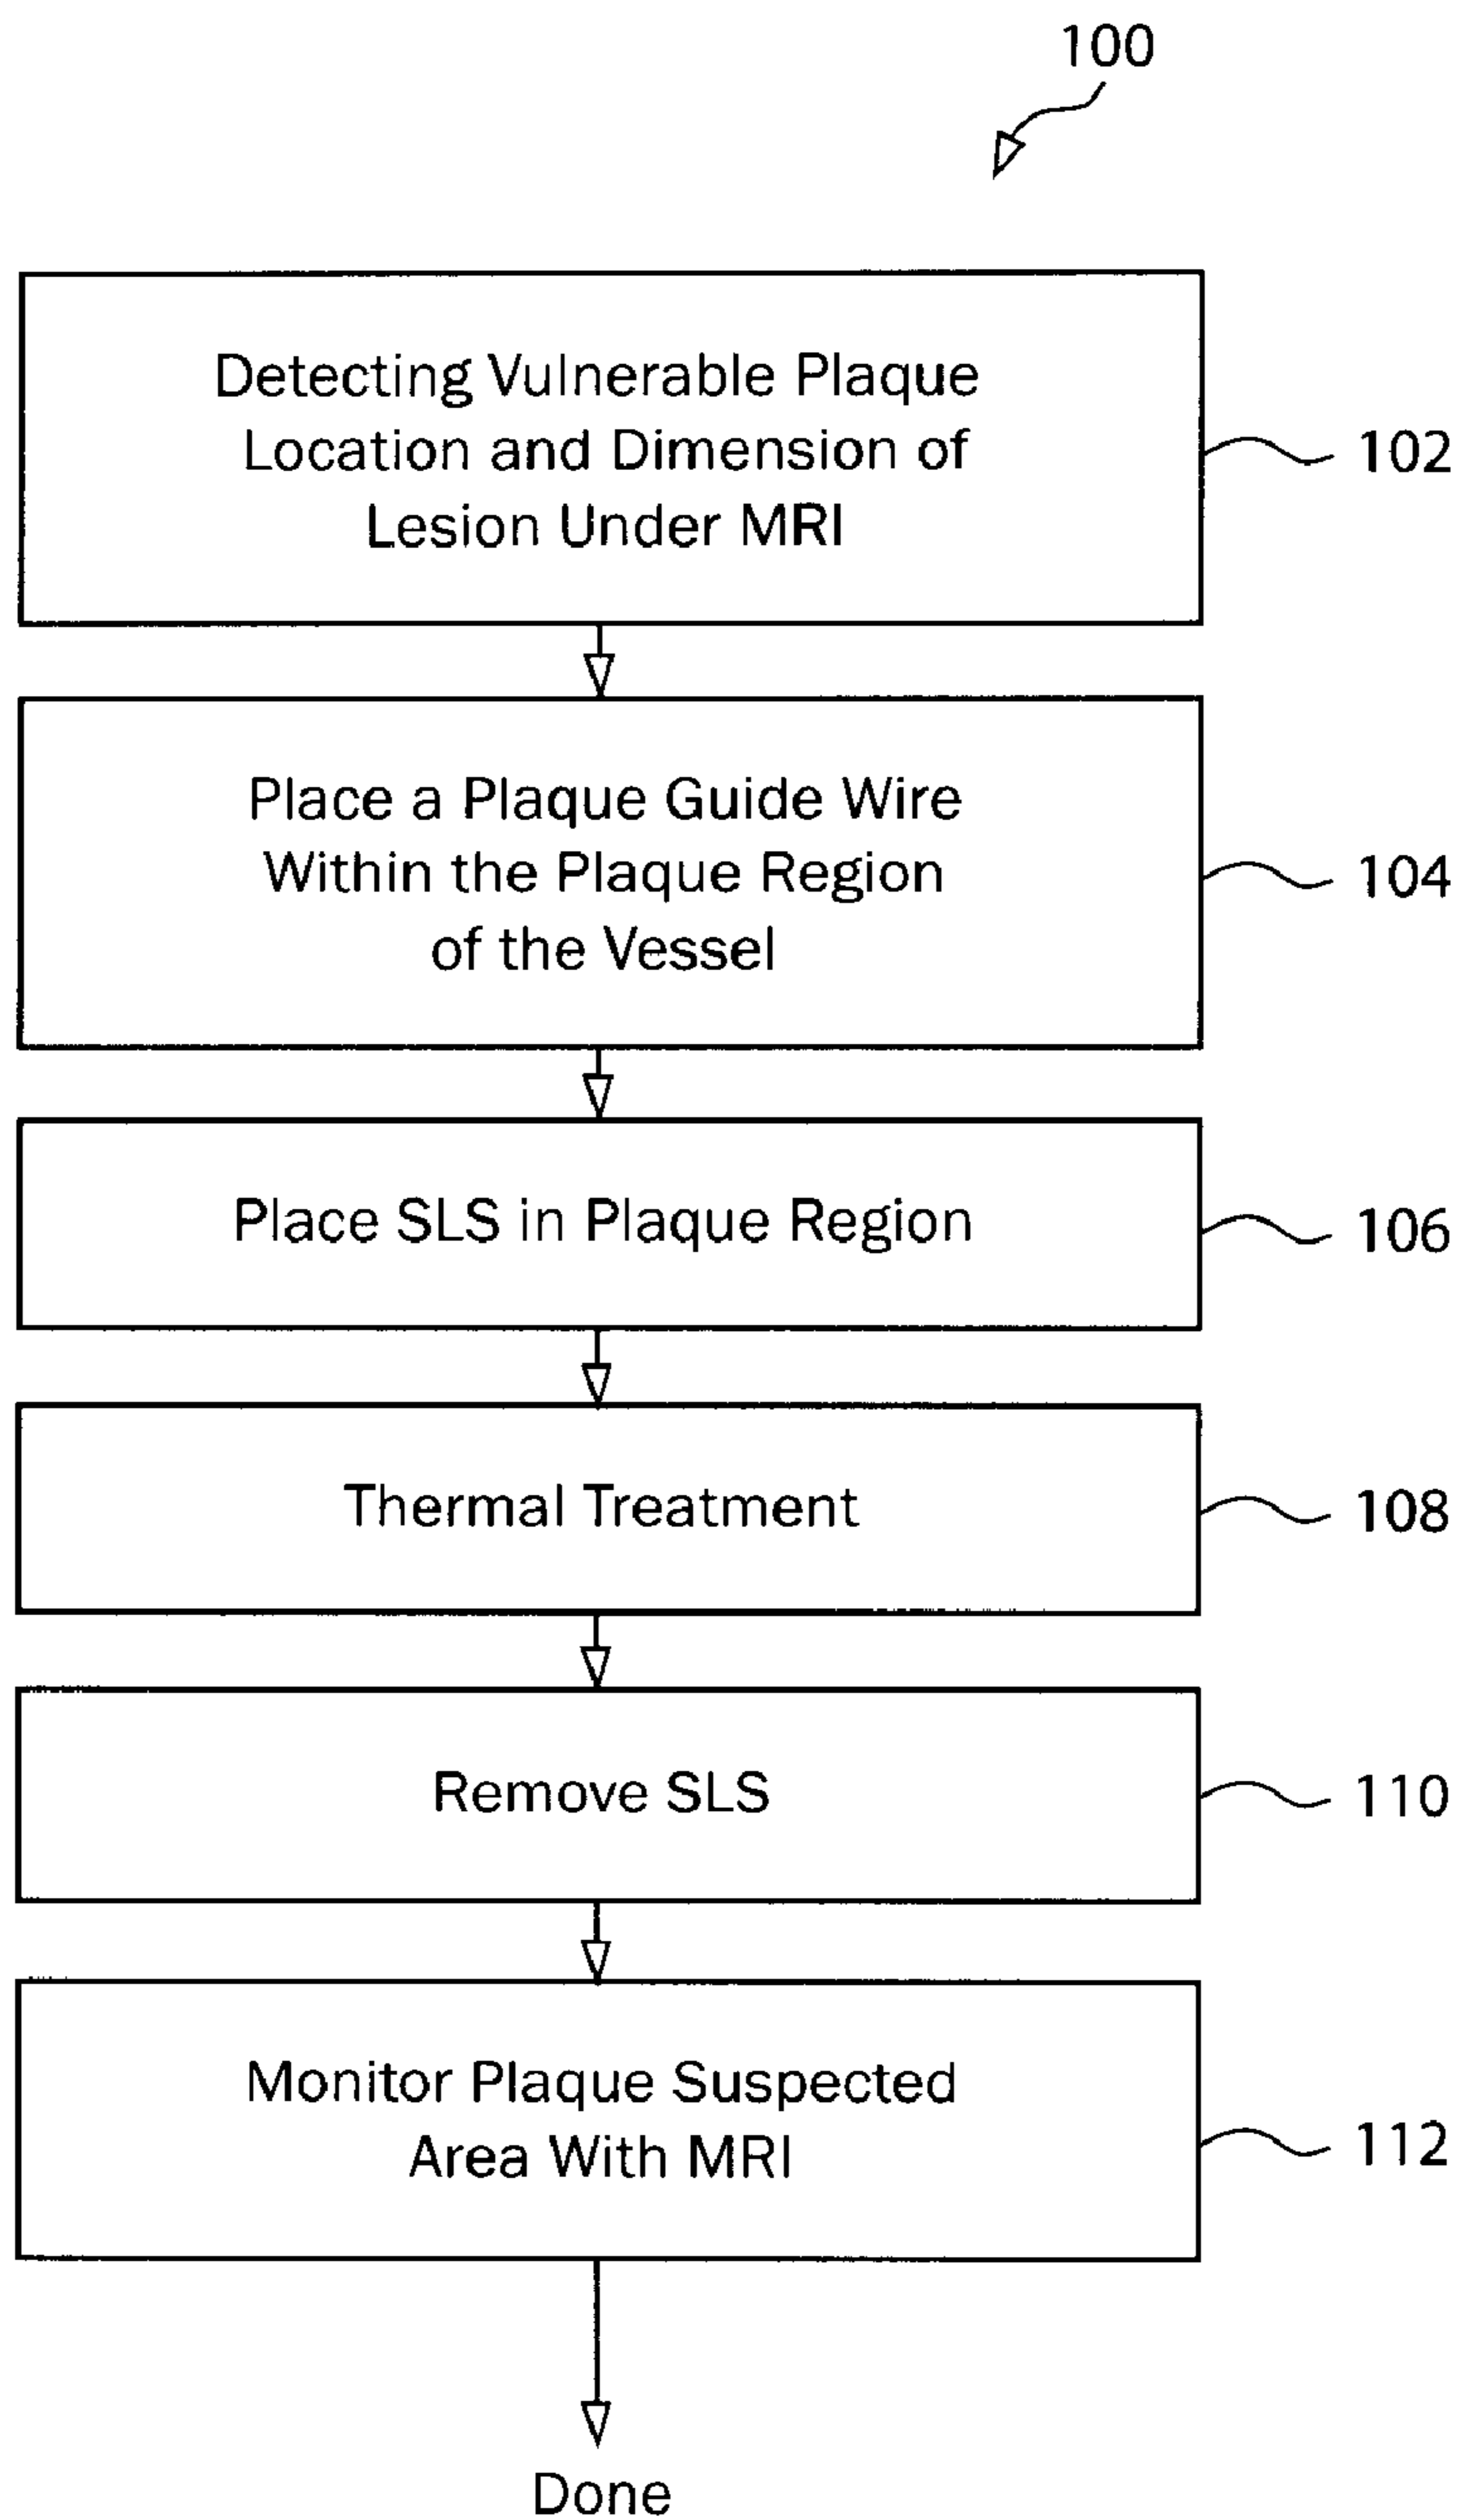 100
Detecting Vulnerable Plaque
Location and Dimension of
Lesion Under MRI
102
Place a Plaque Guide Wire
Within the Plaque Region
of the Vessel
104
Place SLS in Plaque Region
106
Thermal Treatment
108
Remove SLS
110
Monitor Plaque Suspected
Area With MRI
112
Done